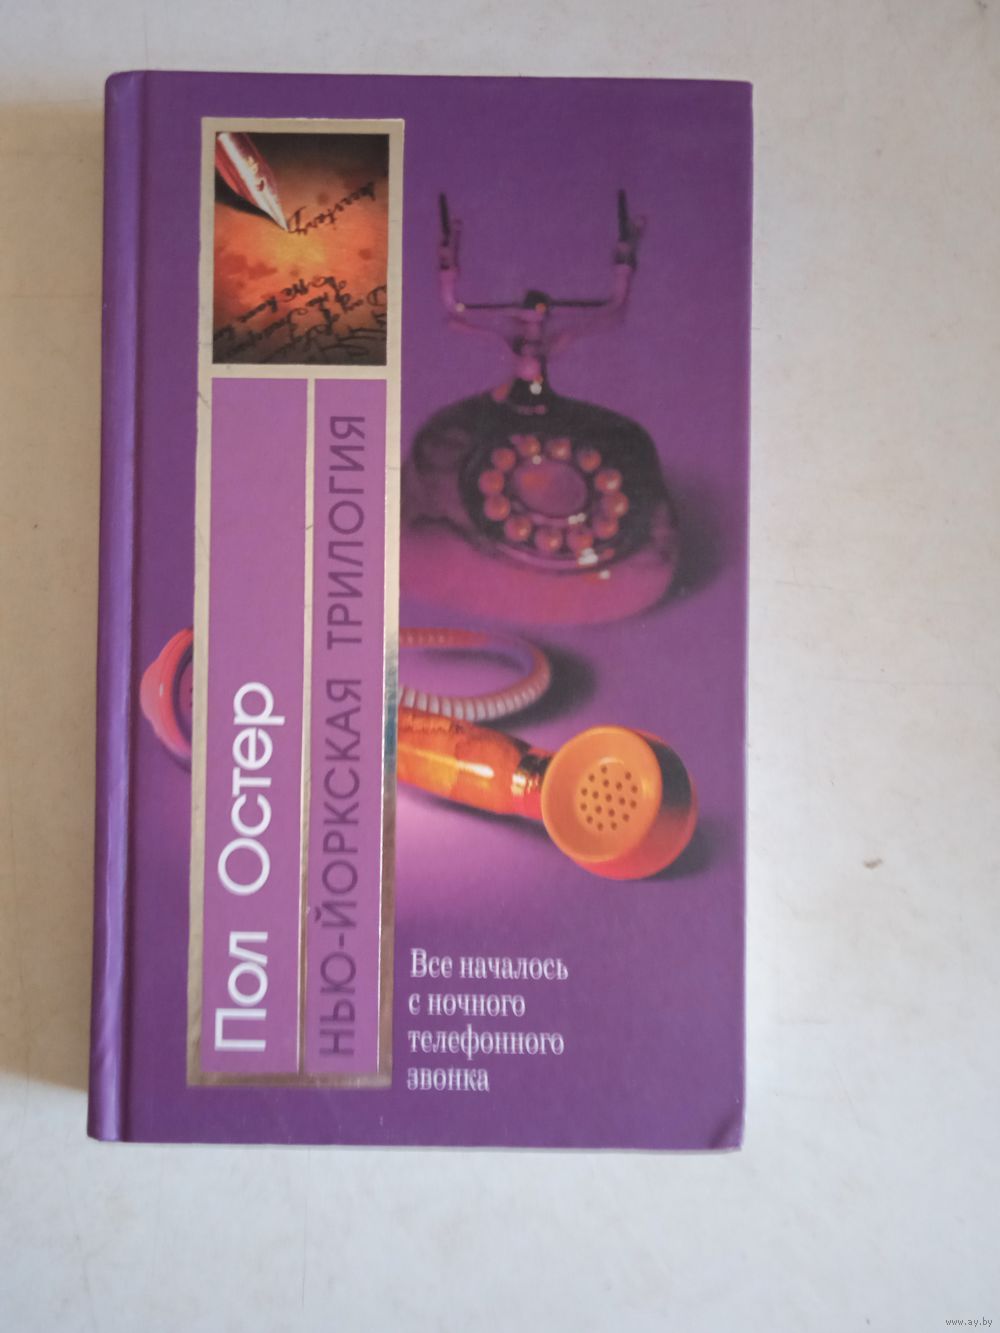 Пол Остер
НЬЮ-ЙОРКСКАЯ ТРИЛОГИЯ
Все началось
с ночного
телефонного
звонка
www.ay.by